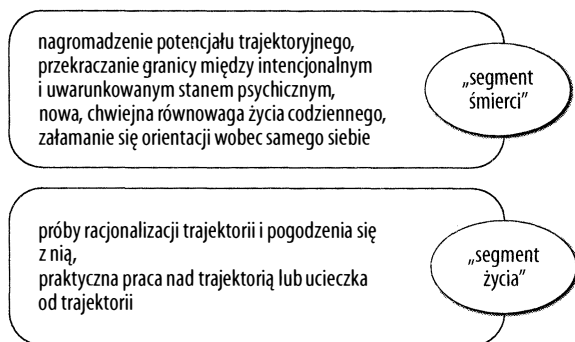 nagromadzenie potencjału trajektoryjnego,
przekraczanie granicy między intencjonalnym
i uwarunkowanym stanem psychicznym,
nowa, chwiejna równowaga życia codziennego,
załamanie się orientacji wobec samego siebie
„segment
śmierci”
próby racjonalizacji trajektorii i pogodzenia się
z nią,
praktyczna praca nad trajektorią lub ucieczka
od trajektorii
„segment
życia”